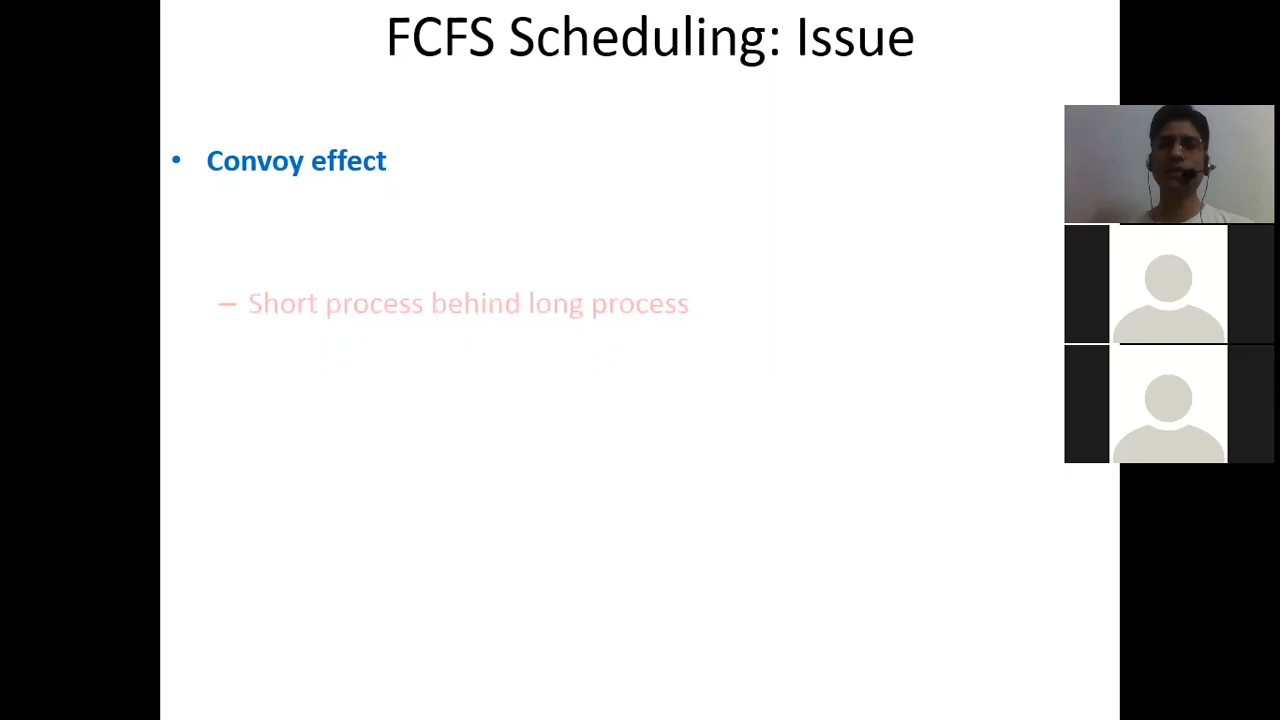 FCFS Scheduling: Issue
• Convoy effect
– Short process behind long process